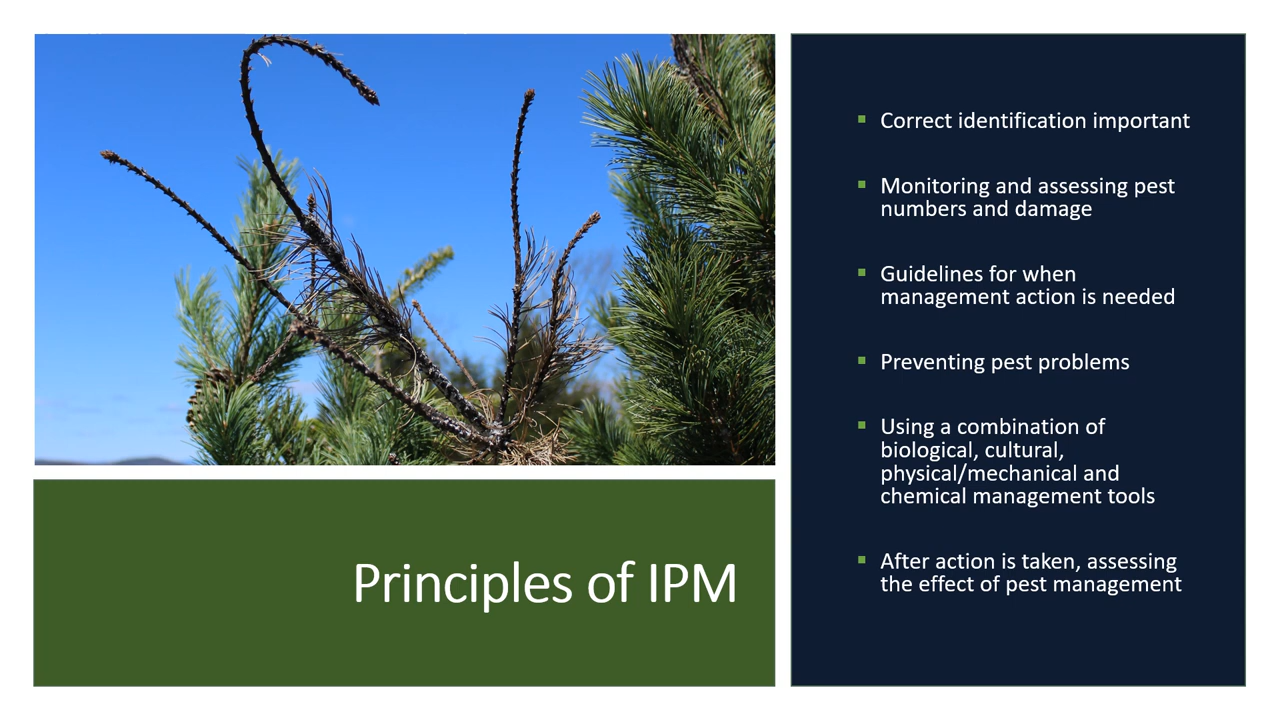 Principles of IPM
Correct identification important
Monitoring and assessing pest
numbers and damage
Guidelines for when
management action is needed
Preventing pest problems
Using a combination of
biological, cultural,
physical/mechanical and
chemical management tools
After action is taken, assessing
the effect of pest management